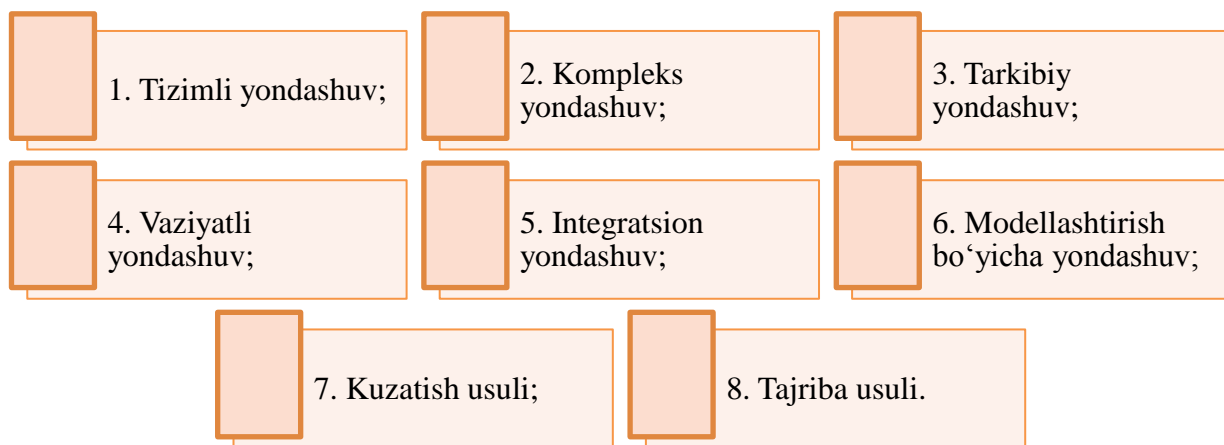 1. Tizimli yondashuv;
2. Kompleks
yondashuv;
3. Tarkibiy
yondashuv;
4. Vaziyatli
yondashuv;
5. Integratsion
yondashuv;
6. Modellashtirish
bo‘yicha yondashuv;
7. Kuzatish usuli;
8. Tajriba usuli.